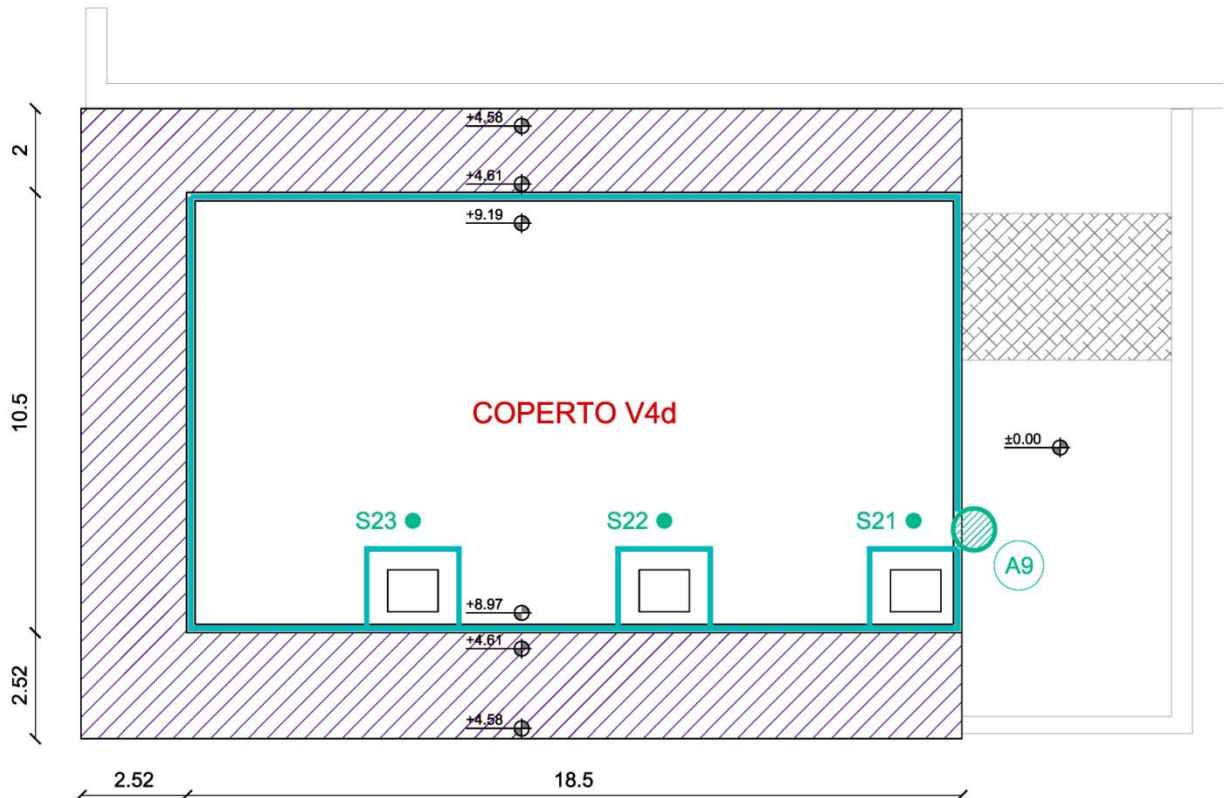 +4.58
2
+4.61
+9.19
10.5
COPERTO V4d
±0.00
S23
S22
S21
A9
+8.97
+4.61
2.52
+4.58
2.52
18.5